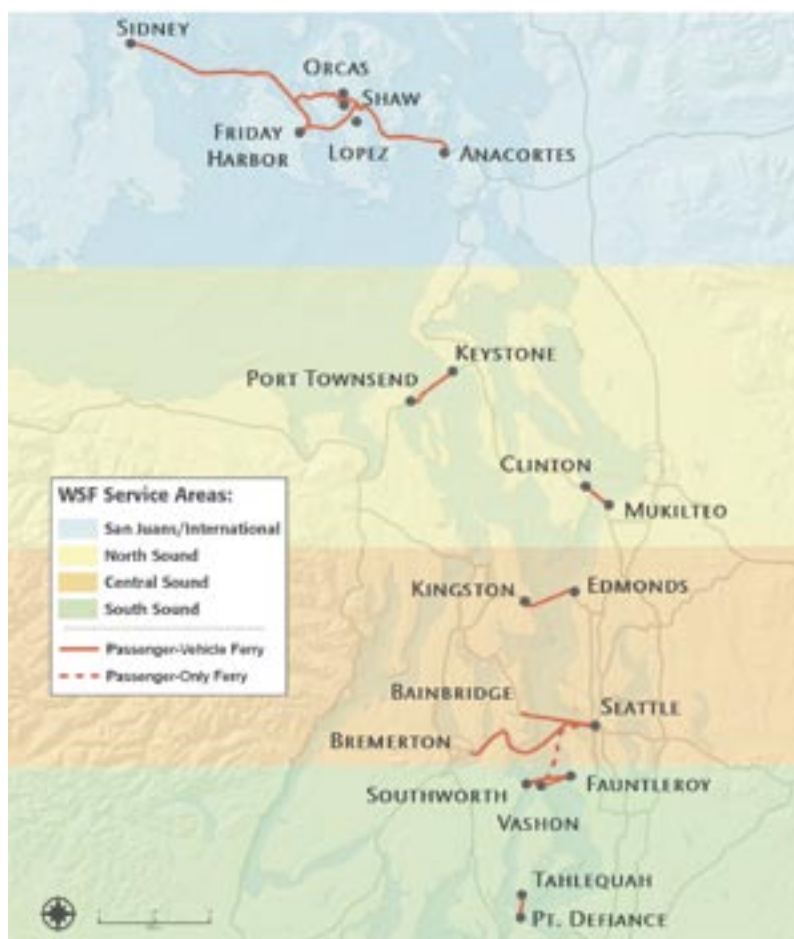 SIDNEY
ORCAS
SHAW
FRIDAY
HARBOR
LOPEZ
ANACORTES
KEYSTONE
PORT TOWNSEND
CLINTON
MUKILTEO
WSF Service Areas:
San Juans/International
North Sound
Central Sound
South Sound
Passenger-Vehicle Ferry
Passenger-Only Ferry
KINGSTON
EDMONDS
BAINBRIDGE
SEATTLE
BREMERTON
SOUTHWORTH
FAUNTLEROY
VASHON
TAHLEQUAH
PT. DEFIANCE